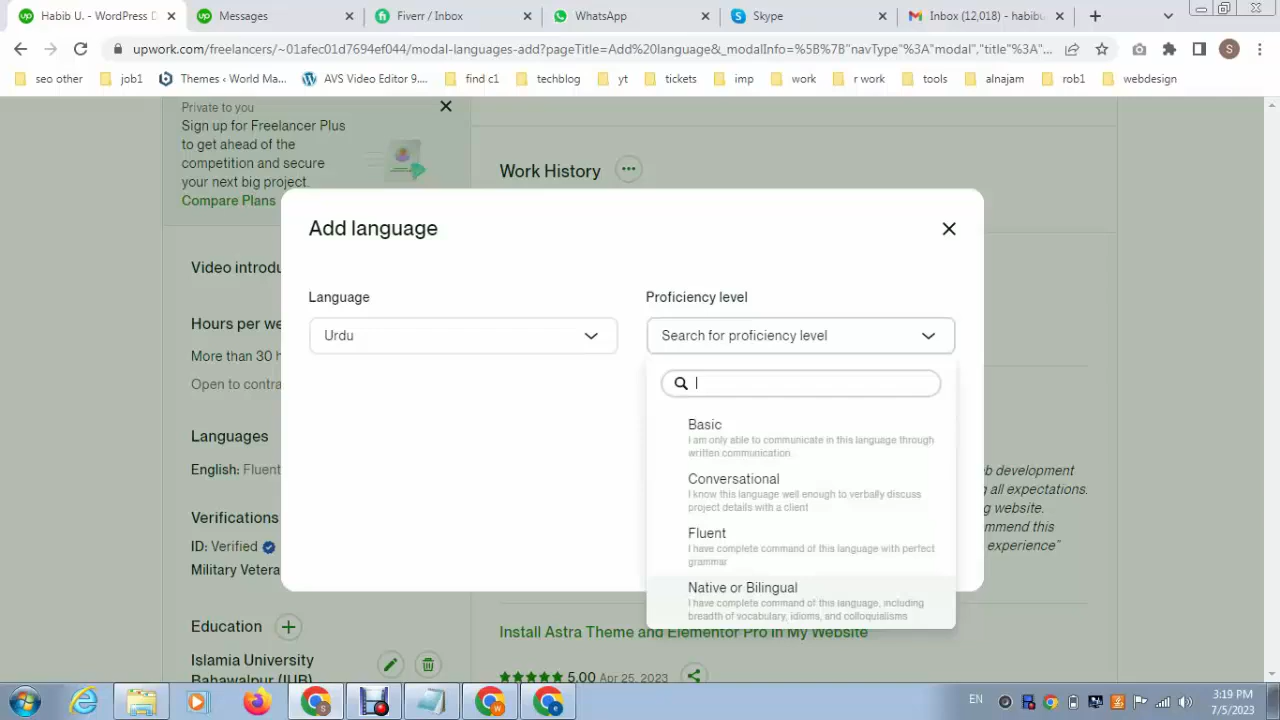 Habib U. - WordPress D
Messages
Fiverr / Inbox
WhatsApp
Skype
Inbox (12,018) - habibu
upwork.com/freelancers/~01afec01d7694ef044/modal-languages-add?pageTitle=Add%20language&_modalInfo=%5B%7B"navType"%3A"modal","title"%3A"...
S
seo other
job1
Themes ‹ World Ma...
AVS Video Editor 9....
find c1
techblog
yt
tickets
imp
work
r work
tools
alnajam
rob1
webdesign
Private to you
Sign up for Freelancer Plus
to get ahead of the
competition and secure
your next big project.
Compare Plans
Work History
Add language
Video introdu
Language
Proficiency level
Hours per we
Urdu
Search for proficiency level
More than 30 h
Open to contra
Basic
I am only able to communicate in this language through
written communication.
Languages
English: Fluent
Conversational
I know this language well enough to verbally discuss
project details with a client
b development
g all expectations.
g website.
mmend this
experience”
Verifications
ID: Verified
Military Vetera
Fluent
I have complete command of this language with perfect
grammar
Native or Bilingual
I have complete command of this language, including
breadth of vocabulary, idioms, and colloquialisms
Education
Install Astra Theme and Elementor Pro in My Website
Islamia University
Bahawalpur (IUB)
5.00 Apr 25, 2023
EN
3:19 PM
7/5/2023